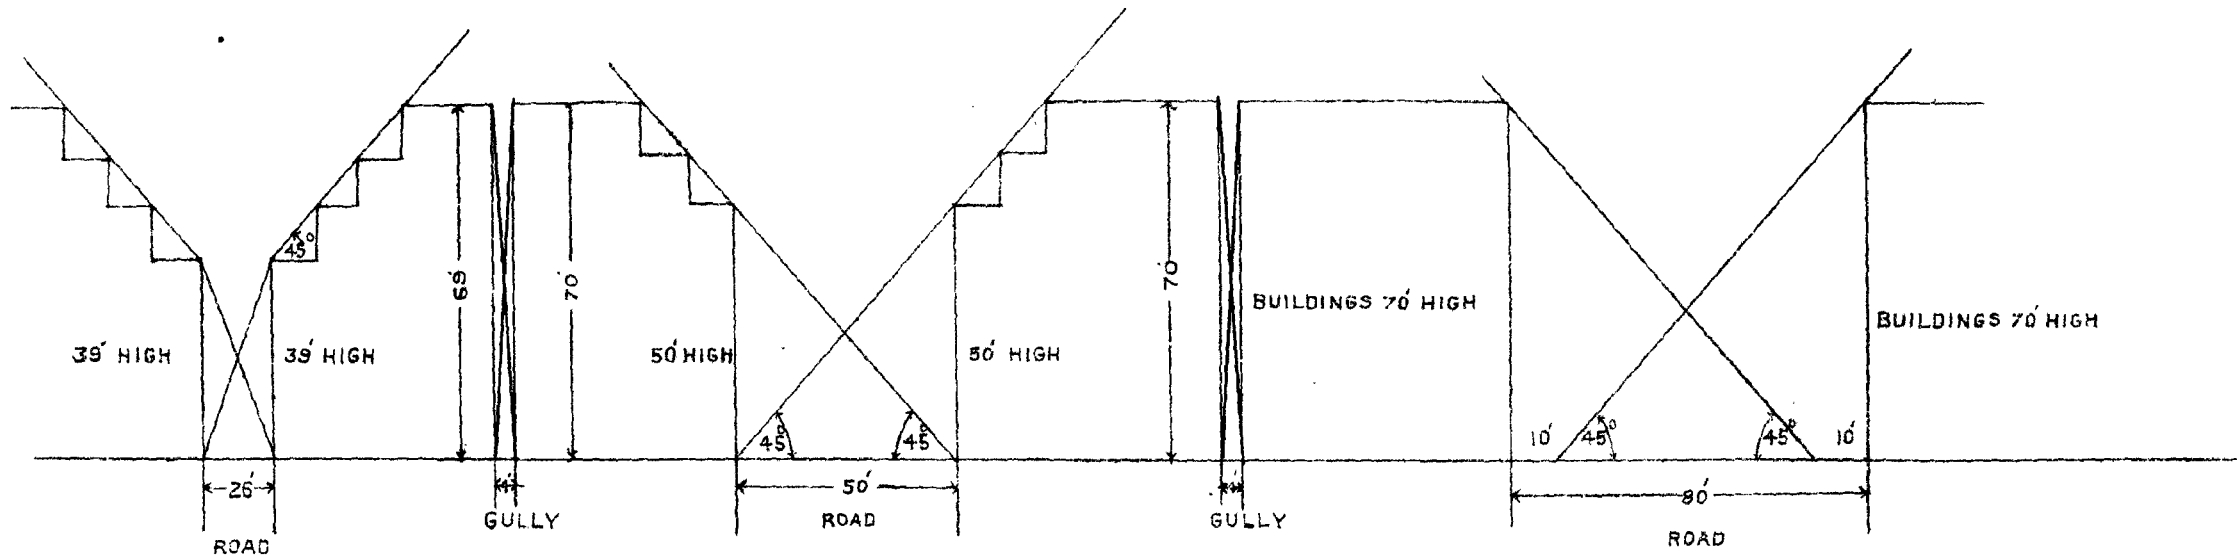 45°
69'
70'
70'
BUILDINGS 70' HIGH
BUILDINGS 70' HIGH
39' HIGH
39' HIGH
50' HIGH
50' HIGH
45°
45°
10'
45°
45°
10'
26'
4'
50'
80'
GULLY
ROAD
GULLY
ROAD
ROAD